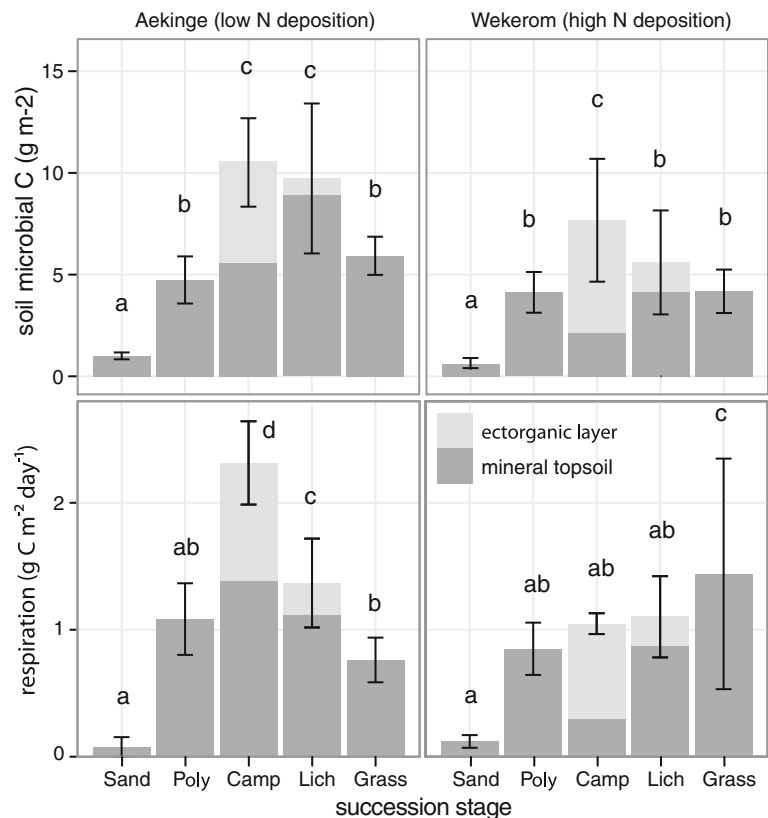 Aekinge (low N deposition)
Wekerom (high N deposition)
soil microbial C (g m-2)
15
10
5
0
a
b
c
c
b
a
b
c
b
b
respiration (g C m⁻² day⁻¹)
2
1
0
a
ab
d
c
b
a
ab
ab
ab
c
ectorganic layer
mineral topsoil
Sand Poly Camp Lich Grass
Sand Poly Camp Lich Grass
succession stage